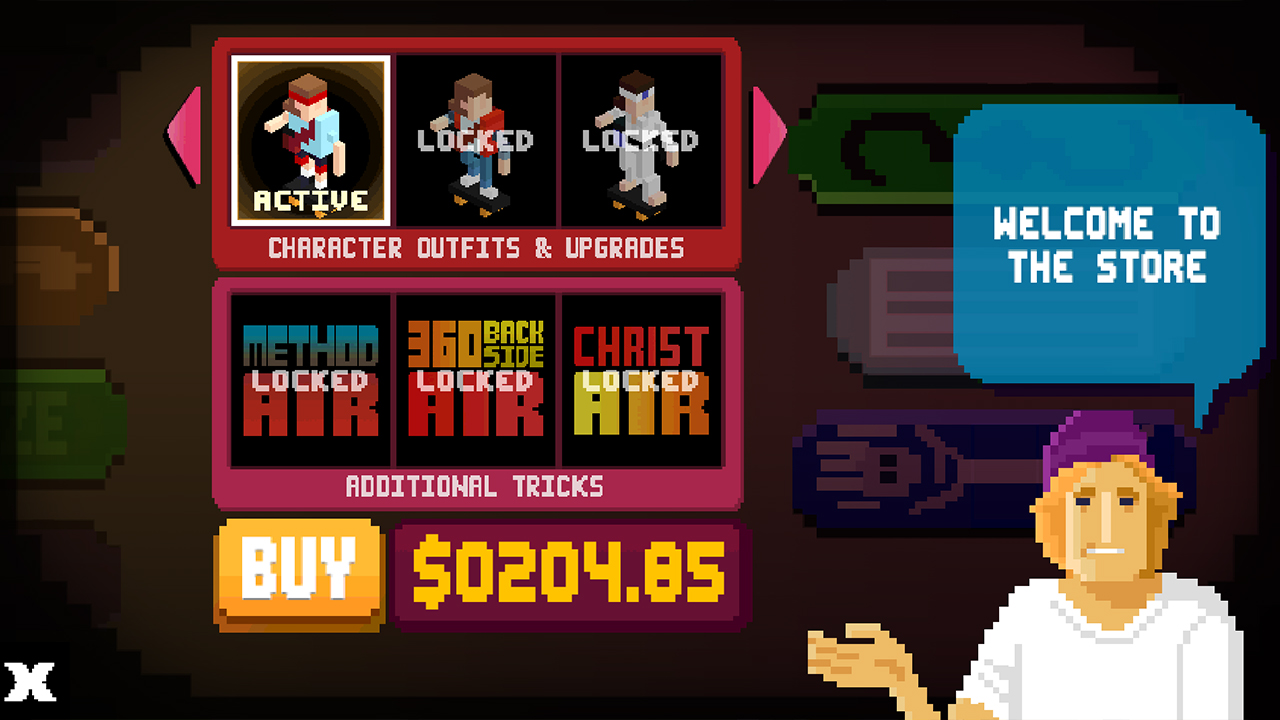 ACTIVE
LOCKED
LOCKED
CHARACTER OUTFITS & UPGRADES
METHOD
AIR
LOCKED
360 BACK
SIDE
AIR
LOCKED
CHRIST
AIR
LOCKED
ADDITIONAL TRICKS
BUY
$0204.85
WELCOME TO
THE STORE
X